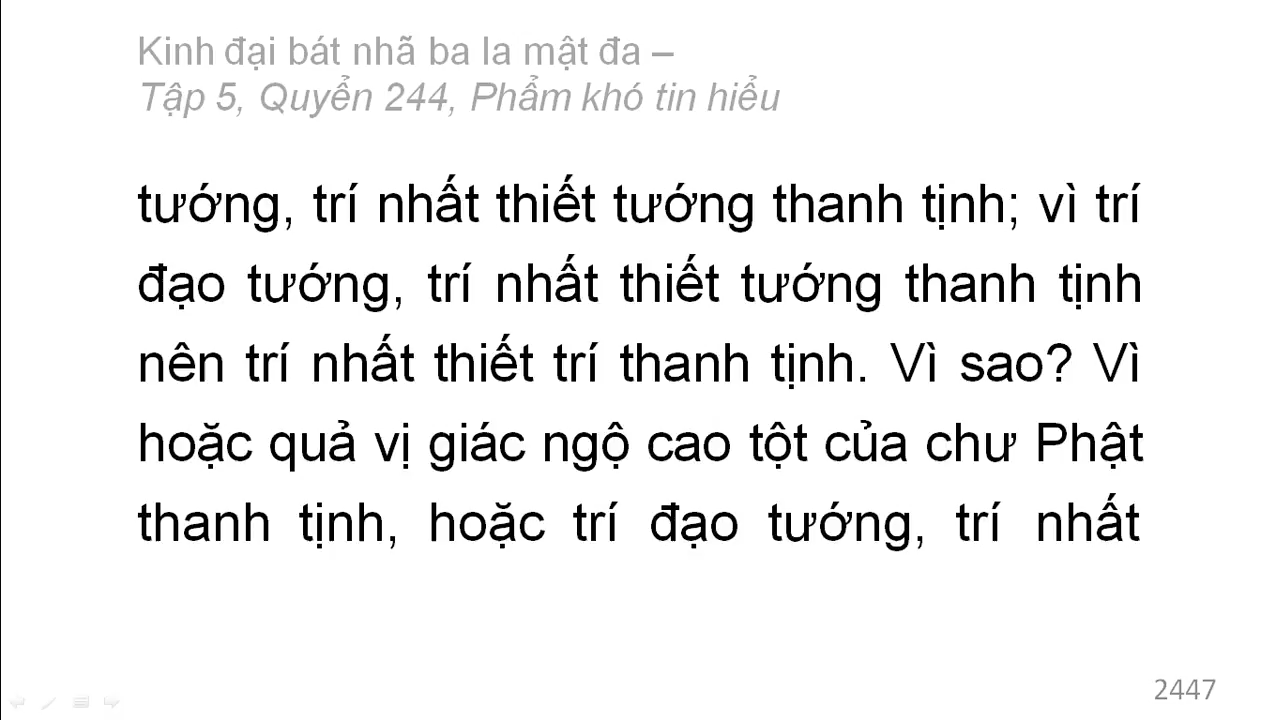 Kinh đại bát nhã ba la mật đa –
Tập 5, Quyển 244, Phẩm khó tin hiểu
tướng, trí nhất thiết tướng thanh tịnh; vì trí
đạo tướng, trí nhất thiết tướng thanh tịnh
nên trí nhất thiết trí thanh tịnh. Vì sao? Vì
hoặc quả vị giác ngộ cao tột của chư Phật
thanh tịnh, hoặc trí đạo tướng, trí nhất
2447